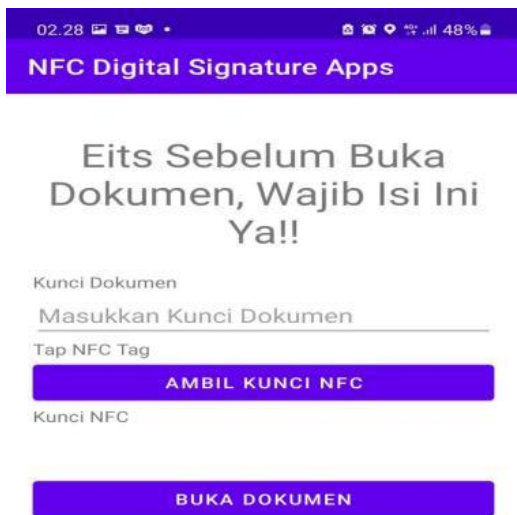 02.28 48%
NFC Digital Signature Apps
Eits Sebelum Buka
Dokumen, Wajib Isi Ini
Ya!!
Kunci Dokumen
Masukkan Kunci Dokumen
Tap NFC Tag
AMBIL KUNCI NFC
Kunci NFC
BUKA DOKUMEN